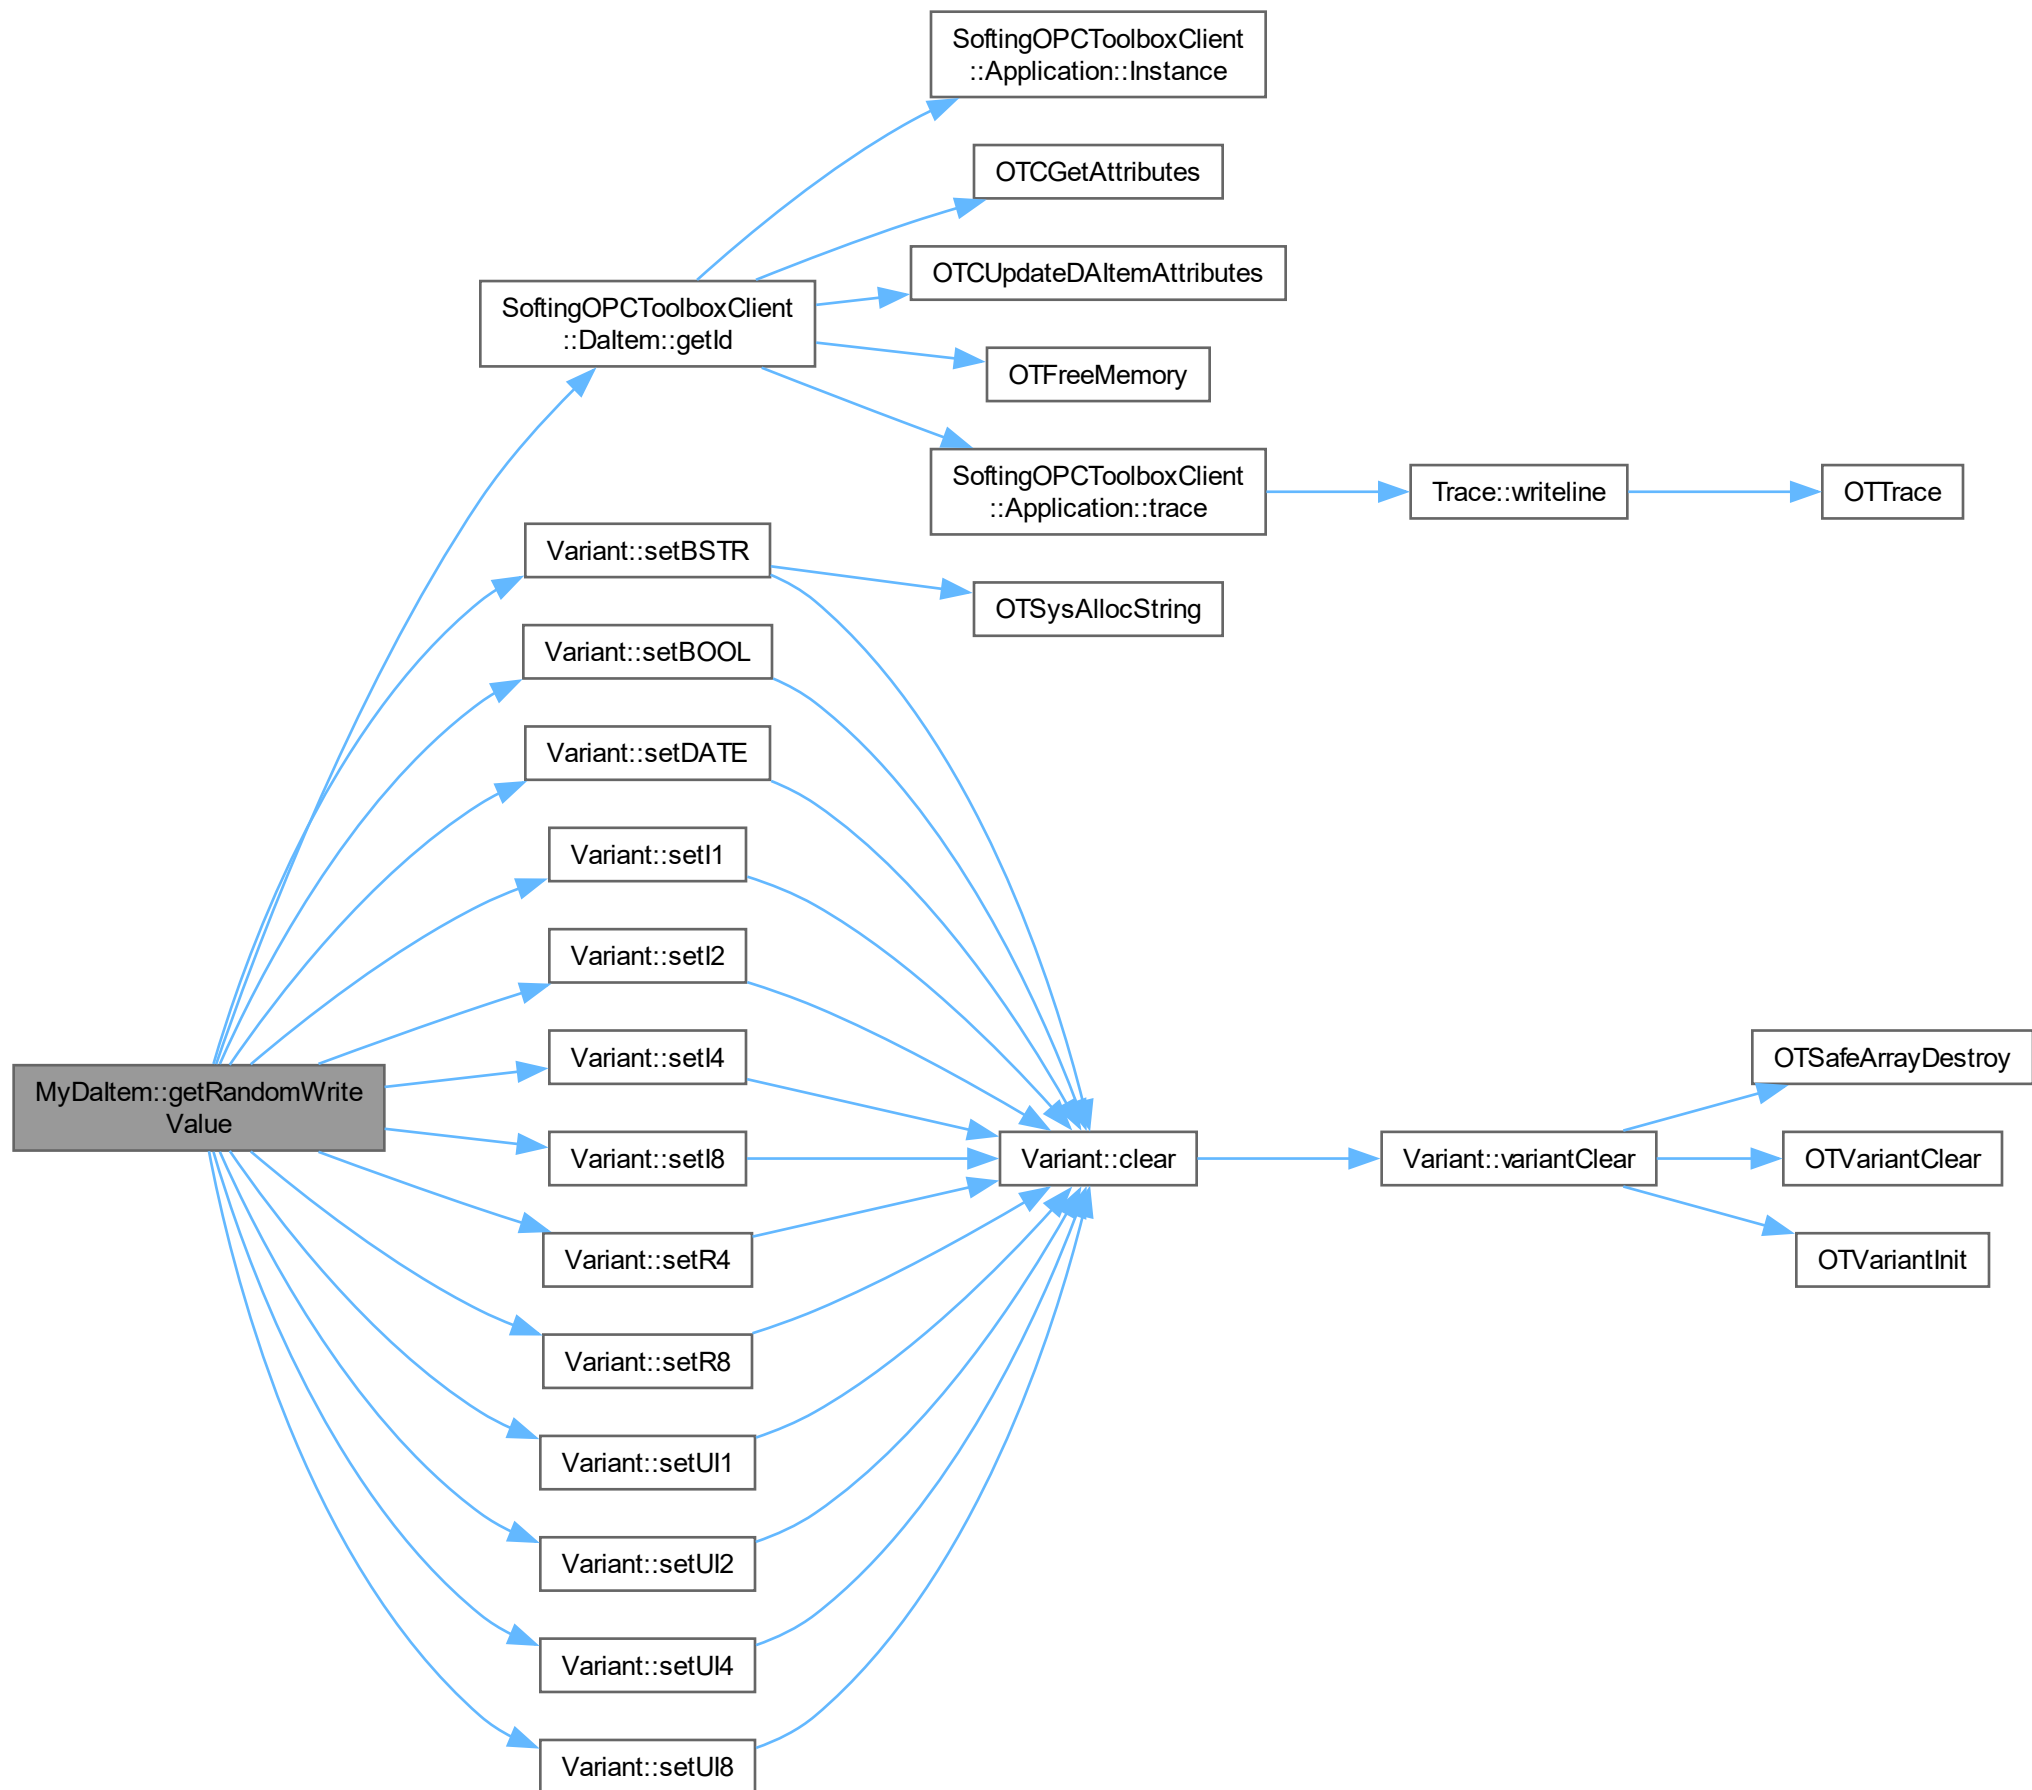 SoftingOPCToolboxClient
::Application::Instance
OTCGetAttributes
OTCUpdateDAItemAttributes
SoftingOPCToolboxClient
::DaItem::getId
OTFreeMemory
SoftingOPCToolboxClient
::Application::trace
Trace::writeline
OTTrace
Variant::setBSTR
OTSysAllocString
Variant::setBOOL
Variant::setDATE
Variant::setI1
Variant::setI2
Variant::setI4
OTSafeArrayDestroy
MyDaItem::getRandomWrite
Value
Variant::setI8
Variant::clear
Variant::variantClear
OTVariantClear
Variant::setR4
OTVariantInit
Variant::setR8
Variant::setUI1
Variant::setUI2
Variant::setUI4
Variant::setUI8